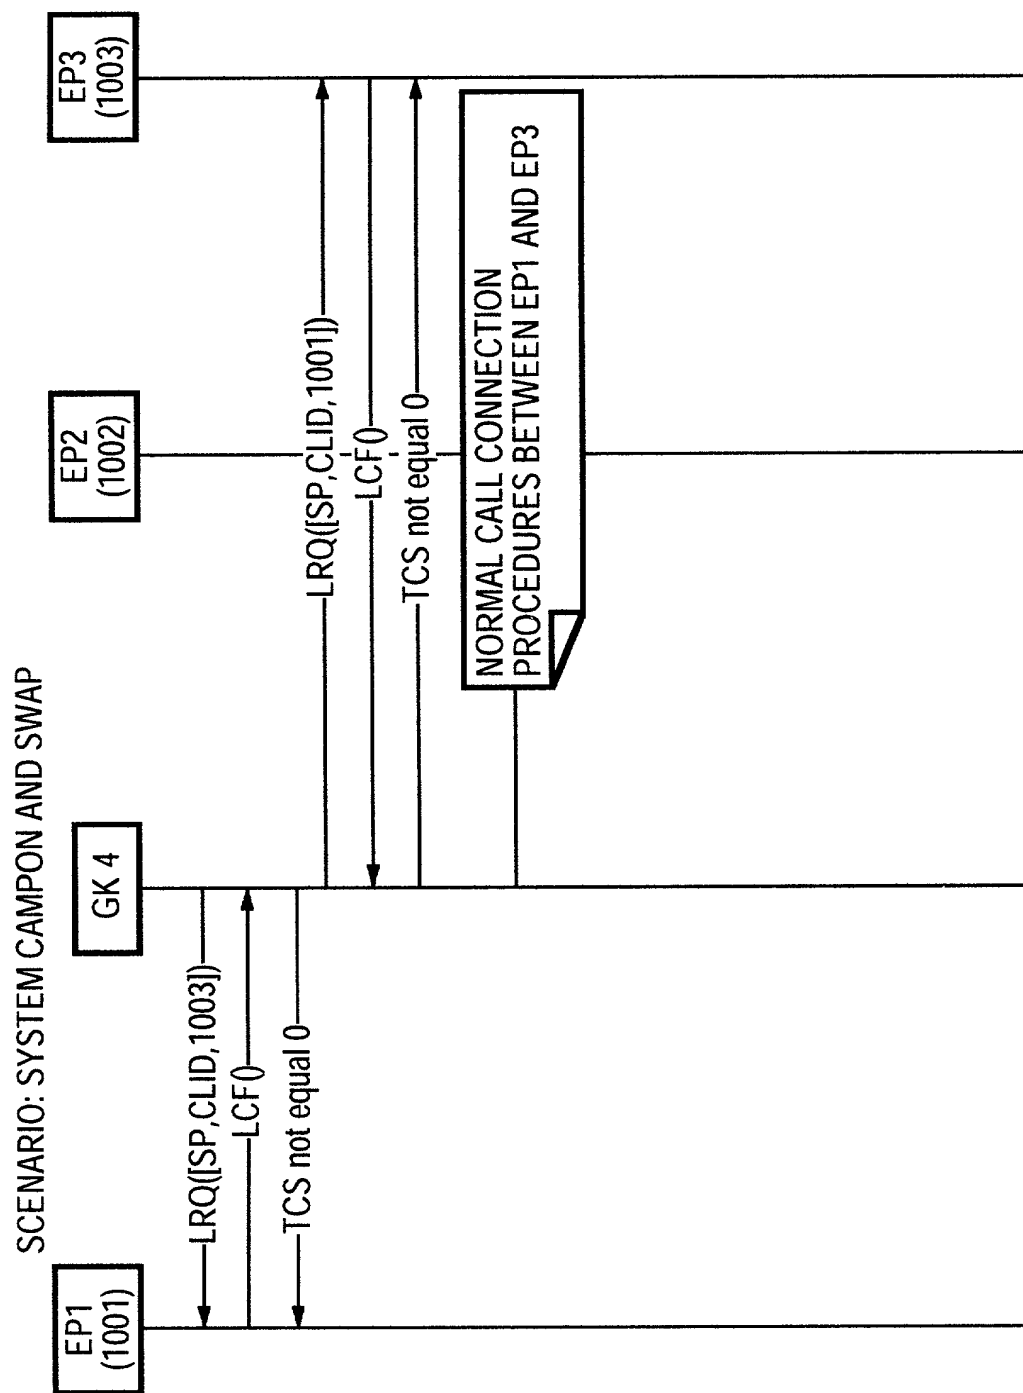 SCENARIO: SYSTEM CAMPON AND SWAP
EP1
(1001)
GK 4
EP2
(1002)
EP3
(1003)
LRQ([SP,CLID,1003])
LCF()
TCS not equal 0
LRQ([SP,CLID,1001])
LCF()
TCS not equal 0
NORMAL CALL CONNECTION
PROCEDURES BETWEEN EP1 AND EP3